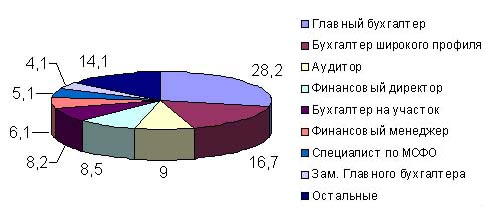 14,1
4,1
5,1
6,1
8,2
8,5
9
16,7
28,2
Главный бухгалтер
Бухгалтер широкого профиля
Аудитор
Финансовый директор
Бухгалтер на участок
Финансовый менеджер
Специалист по МСФО
Зам. Главного бухгалтера
Остальные